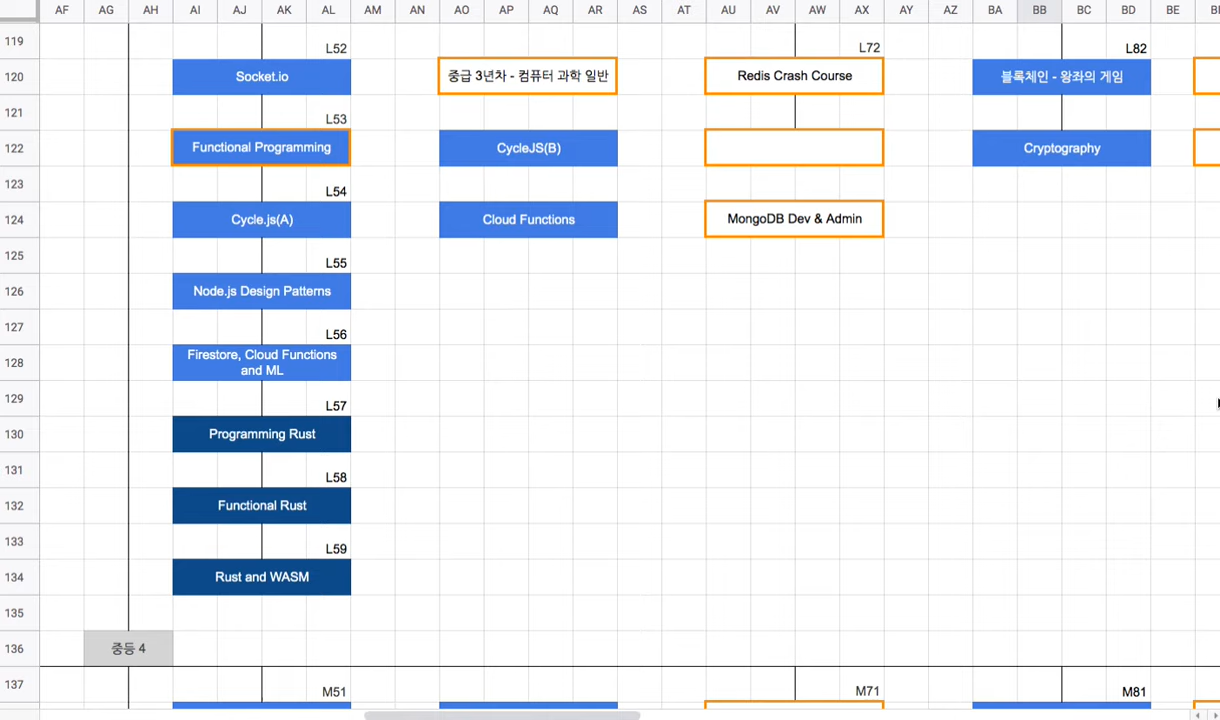 AF AG AH AI AJ AK AL AM AN AO AP AQ AR AS AT AU AV AW AX AY AZ BA BB BC BD BE
119 L52 L72 L82
120 Socket.io 중급 3년차 - 컴퓨터 과학 일반 Redis Crash Course 블록체인 - 왕좌의 게임
121 L53
122 Functional Programming CycleJS(B) Cryptography
123 L54
124 Cycle.js(A) Cloud Functions MongoDB Dev & Admin
125 L55
126 Node.js Design Patterns
127 L56
128 Firestore, Cloud Functions
and ML
129 L57
130 Programming Rust
131 L58
132 Functional Rust
133 L59
134 Rust and WASM
135
136 중등 4
137 M51 M71 M81